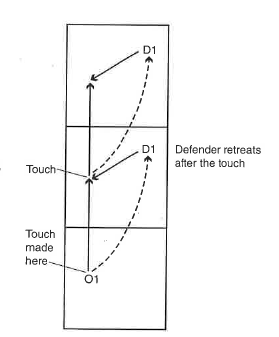 D1
Touch
D1
Defender retreats
after the touch
Touch
made
here
O1